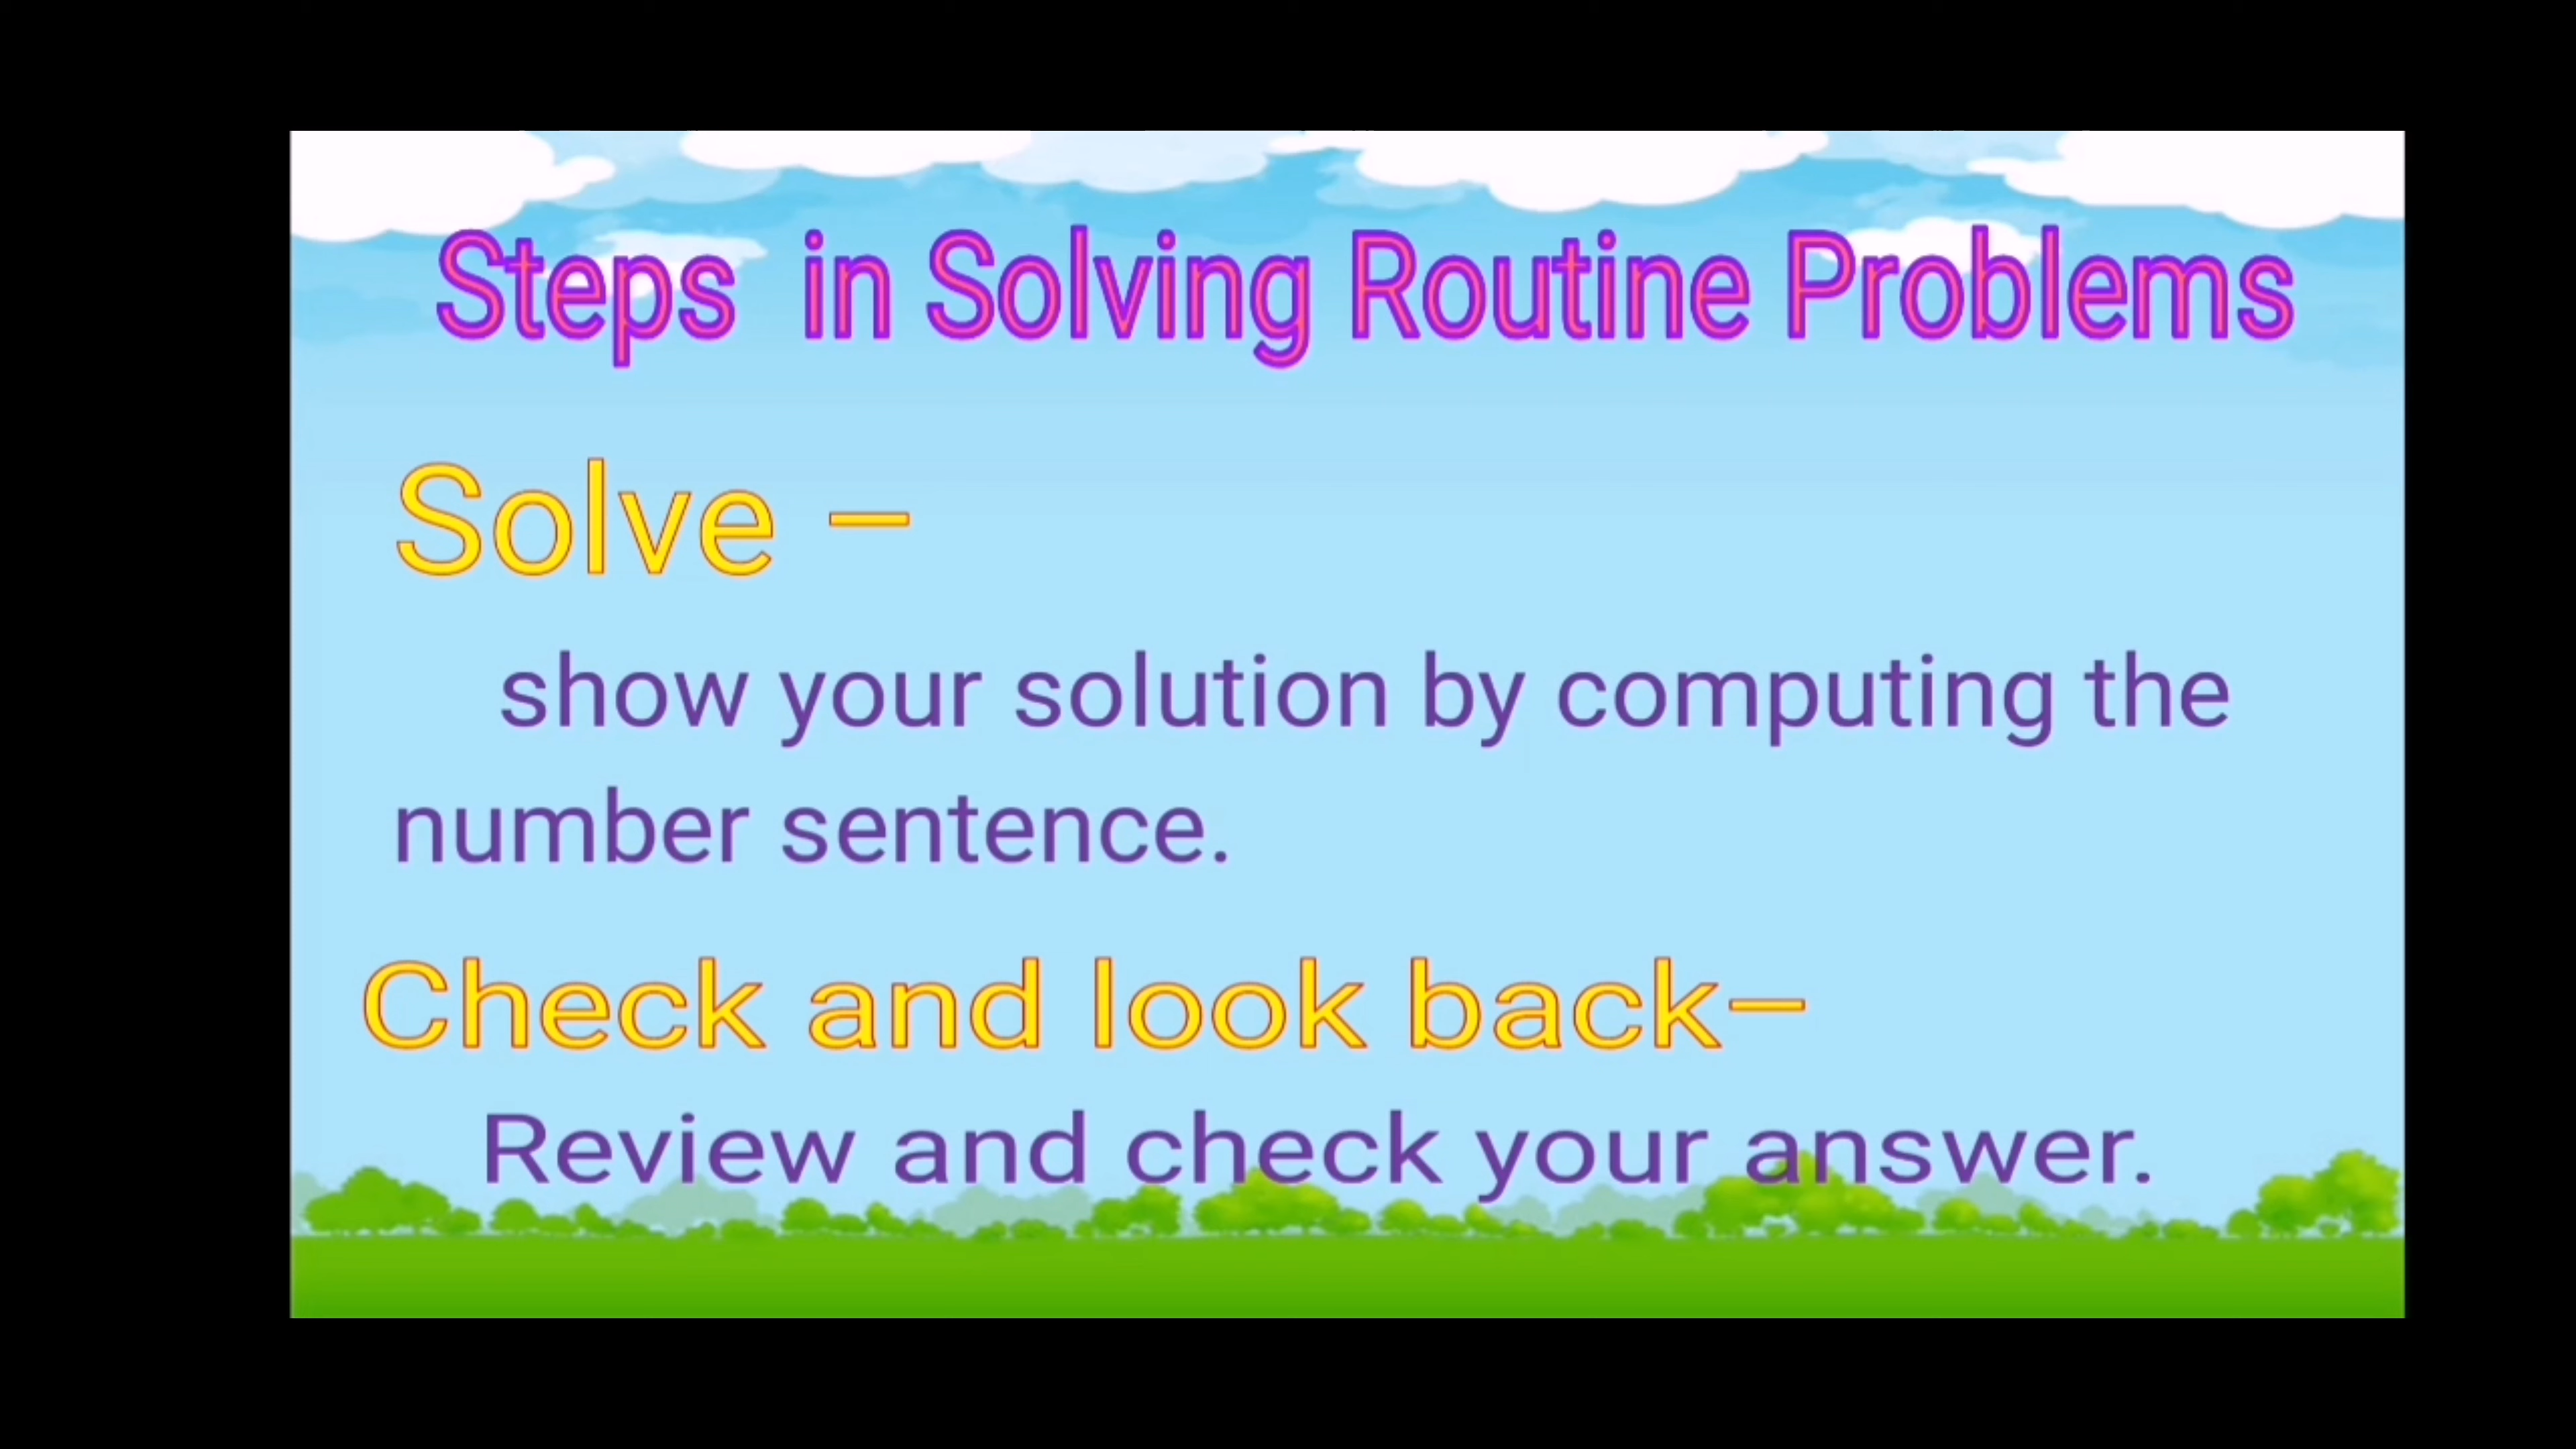 Steps in Solving Routine Problems
Solve –
show your solution by computing the
number sentence.
Check and look back–
Review and check your answer.